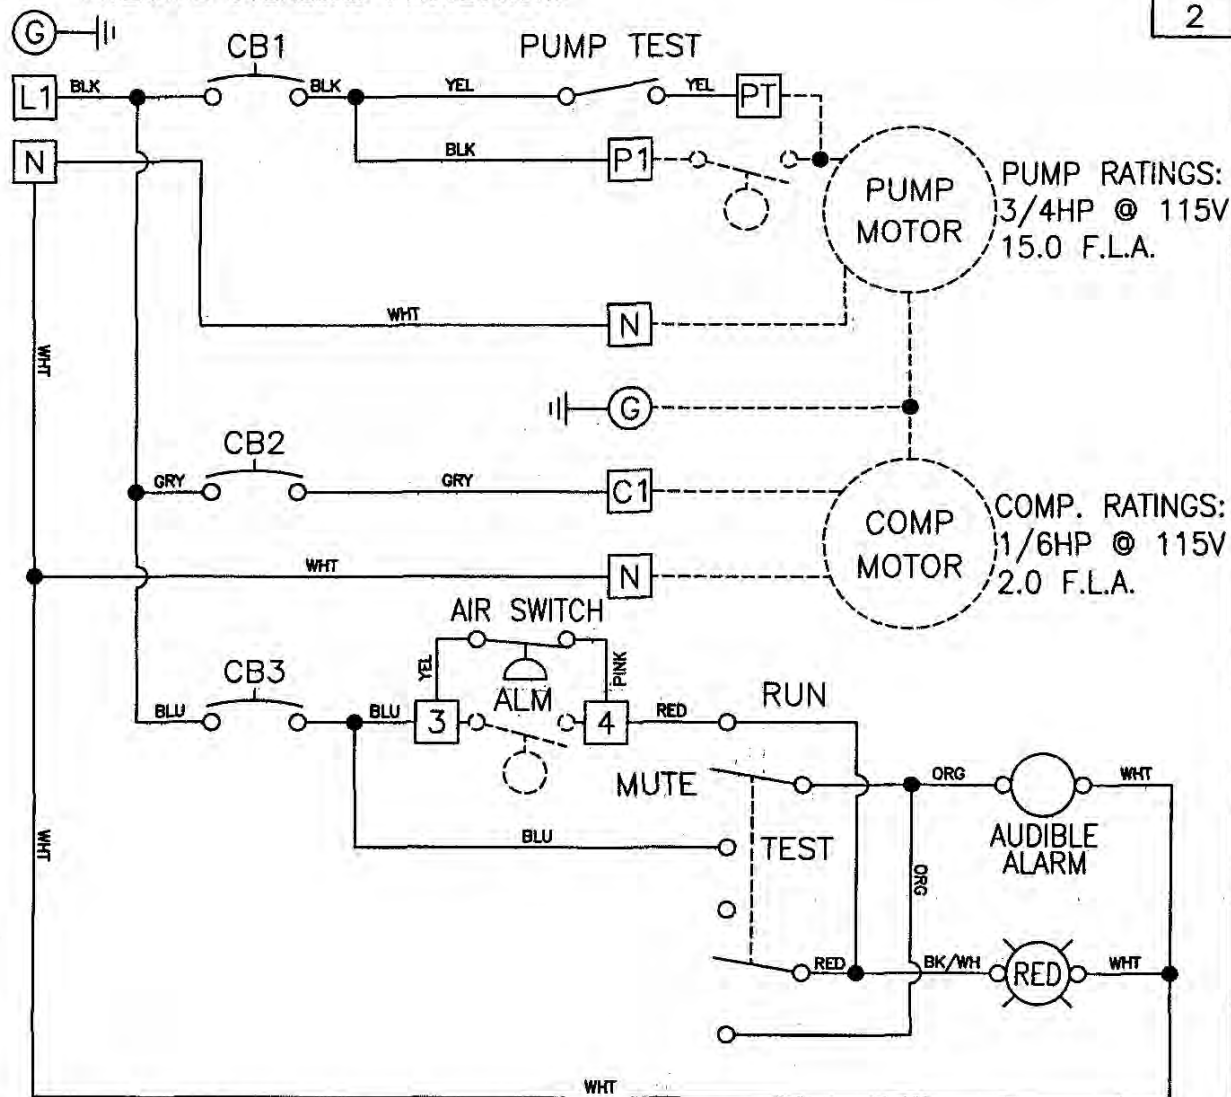 2
G
CB1
PUMP TEST
L1
BLK
BLK
YEL
YEL
PT
N
BLK
P1
PUMP
MOTOR
PUMP RATINGS:
3/4HP @ 115V
15.0 F.L.A.
WHT
N
WHT
G
CB2
GRY
GRY
C1
COMP
MOTOR
COMP. RATINGS:
1/6HP @ 115V
2.0 F.L.A.
WHT
N
AIR SWITCH
YEL
PINK
CB3
ALM
RUN
BLU
BLU
3
4
RED
MUTE
ORG
WHT
AUDIBLE
ALARM
WHT
BLU
TEST
ORG
RED
BK/WH
RED
WHT
WHT